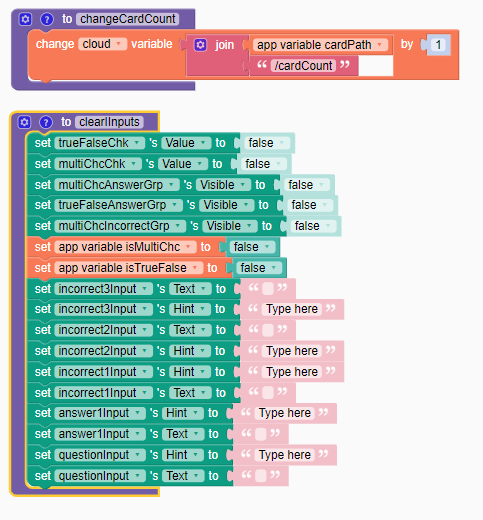 ? to changeCardCount
change cloud variable join app variable cardPath by 1
“ /cardCount ”
? to clearInputs
set trueFalseChk 's Value to false
set multiChcChk 's Value to false
set multiChcAnswerGrp 's Visible to false
set trueFalseAnswerGrp 's Visible to false
set multiChcIncorrectGrp 's Visible to false
set app variable isMultiChc to false
set app variable isTrueFalse to false
set incorrect3Input 's Text to “ ”
set incorrect3Input 's Hint to “ Type here ”
set incorrect2Input 's Text to “ ”
set incorrect2Input 's Hint to “ Type here ”
set incorrect1Input 's Hint to “ Type here ”
set incorrect1Input 's Text to “ ”
set answer1Input 's Hint to “ Type here ”
set answer1Input 's Text to “ ”
set questionInput 's Hint to “ Type here ”
set questionInput 's Text to “ ”